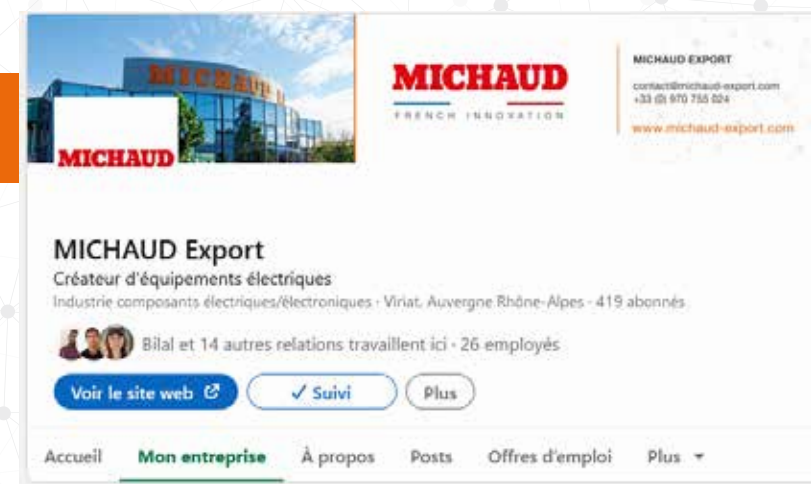 MICHAUD
MICHAUD
MICHAUD
FRENCH INNOVATION
MICHAUD EXPORT
contact@michaud-export.com
+33 (0) 970 755 024
www.michaud-export.com
MICHAUD Export
Créateur d'équipements électriques
Industrie composants électriques/électroniques · Viriat, Auvergne Rhône-Alpes · 419 abonnés
Bilal et 14 autres relations travaillent ici · 26 employés
Voir le site web
✓ Suivi
Plus
Accueil Mon entreprise À propos Posts Offres d'emploi Plus